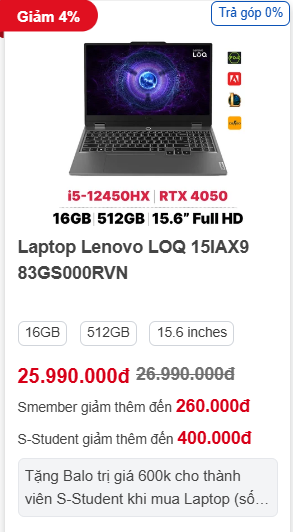 Giảm 4%
Trả góp 0%
LOQ
i5-12450HX | RTX 4050
16GB | 512GB | 15.6” Full HD
Laptop Lenovo LOQ 15IAX9
83GS000RVN
16GB
512GB
15.6 inches
25.990.000đ 26.990.000đ
Smember giảm thêm đến 260.000đ
S-Student giảm thêm đến 400.000đ
Tặng Balo trị giá 600k cho thành
viên S-Student khi mua Laptop (số...